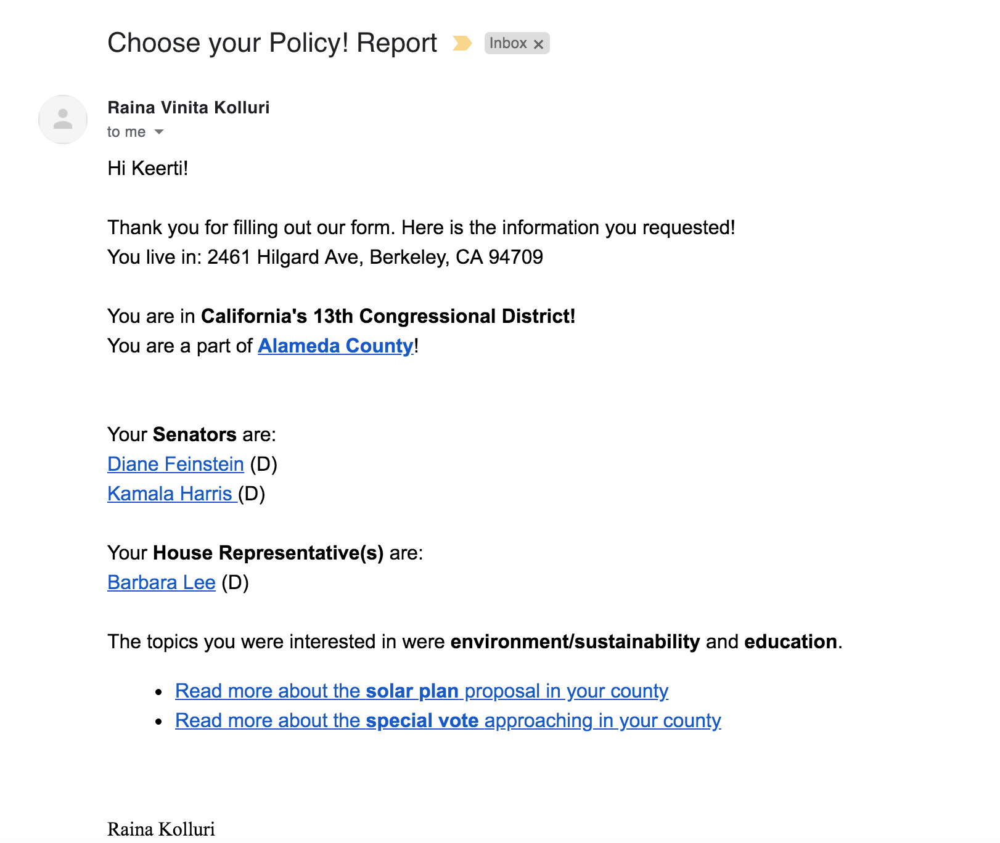 Choose your Policy! Report Inbox x
Raina Vinita Kolluri
to me
Hi Keerti!
Thank you for filling out our form. Here is the information you requested!
You live in: 2461 Hilgard Ave, Berkeley, CA 94709
You are in California's 13th Congressional District!
You are a part of Alameda County!
Your Senators are:
Diane Feinstein (D)
Kamala Harris (D)
Your House Representative(s) are:
Barbara Lee (D)
The topics you were interested in were environment/sustainability and education.
• Read more about the solar plan proposal in your county
• Read more about the special vote approaching in your county
Raina Kolluri